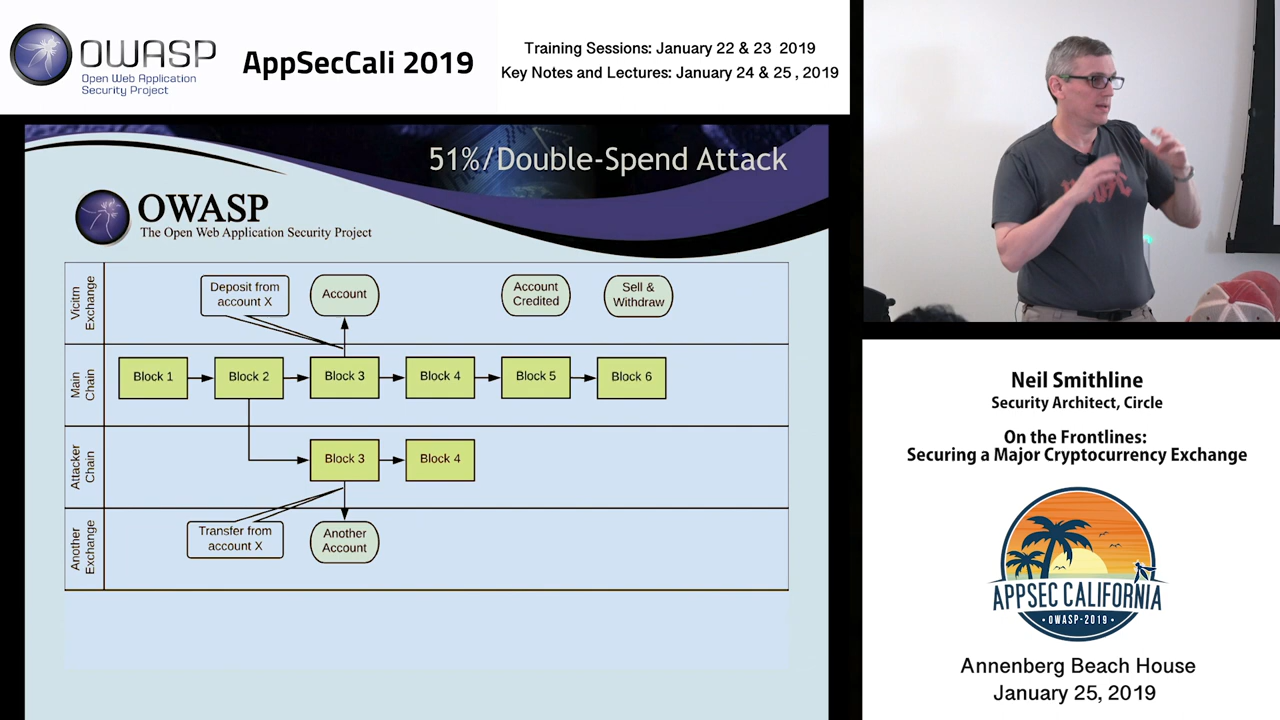 OWASP
Open Web Application
Security Project
AppSecCali 2019
Training Sessions: January 22 & 23 2019
Key Notes and Lectures: January 24 & 25 , 2019
51%/Double-Spend Attack
OWASP
The Open Web Application Security Project
Vicitm
Exchange
Deposit from
account X
Account
Account
Credited
Sell &
Withdraw
Main
Chain
Block 1
Block 2
Block 3
Block 4
Block 5
Block 6
Attacker
Chain
Block 3
Block 4
Another
Exchange
Transfer from
account X
Another
Account
Neil Smithline
Security Architect, Circle
On the Frontlines:
Securing a Major Cryptocurrency Exchange
APPSEC CALIFORNIA
• OWASP-2019 •
Annenberg Beach House
January 25, 2019